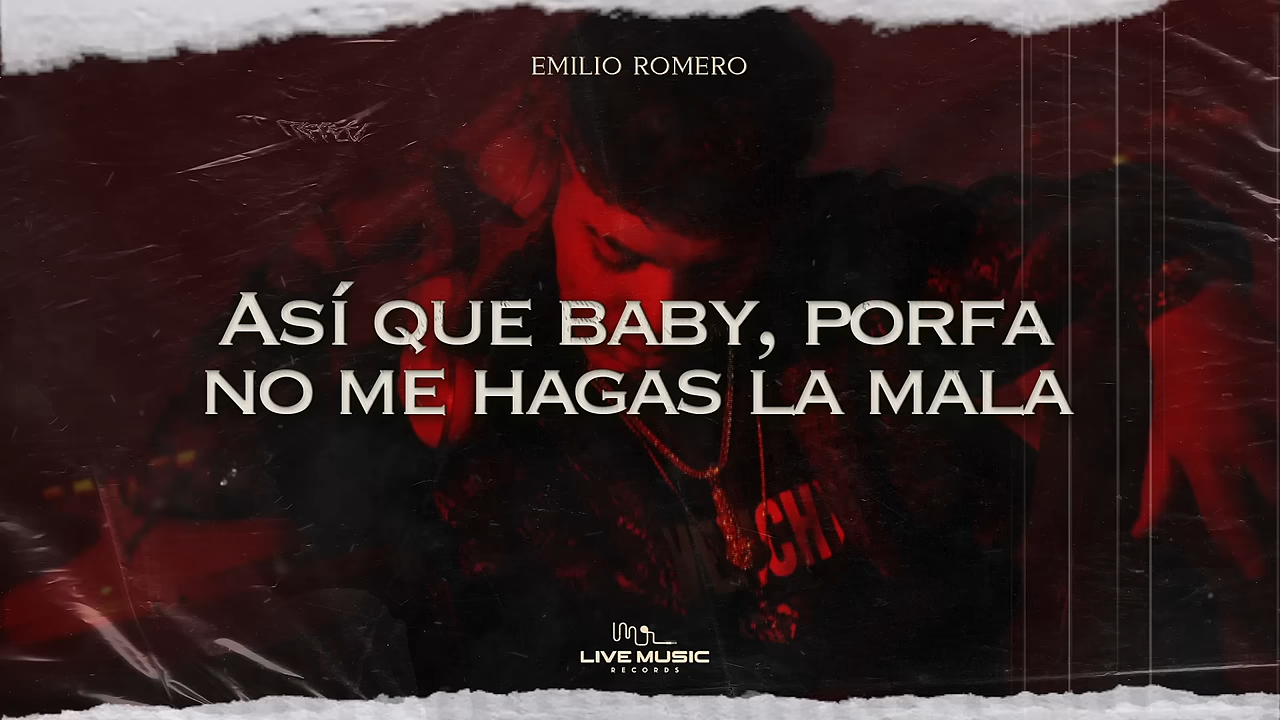 EMILIO ROMERO
ASÍ QUE BABY, PORFA
NO ME HAGAS LA MALA
LIVE MUSIC
RECORDS